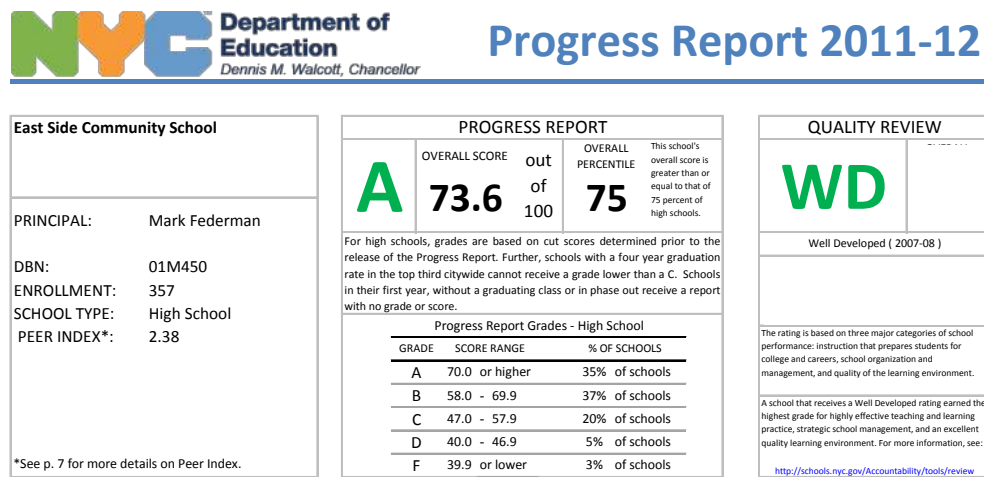 NYC
Department of
Education
Dennis M. Walcott, Chancellor
Progress Report 2011-12
East Side Community School
PRINCIPAL: Mark Federman
DBN: 01M450
ENROLLMENT: 357
SCHOOL TYPE: High School
PEER INDEX*: 2.38
*See p. 7 for more details on Peer Index.
PROGRESS REPORT
A
OVERALL SCORE
73.6
out
of
100
OVERALL
PERCENTILE
75
This school's
overall score is
greater than or
equal to that of
75 percent of
high schools.
For high schools, grades are based on cut scores determined prior to the
release of the Progress Report. Further, schools with a four year graduation
rate in the top third citywide cannot receive a grade lower than a C. Schools
in their first year, without a graduating class or in phase out receive a report
with no grade or score.
Progress Report Grades - High School
GRADE SCORE RANGE % OF SCHOOLS
A 70.0 or higher 35% of schools
B 58.0 - 69.9 37% of schools
C 47.0 - 57.9 20% of schools
D 40.0 - 46.9 5% of schools
F 39.9 or lower 3% of schools
QUALITY REVIEW
WD
Well Developed ( 2007-08 )
The rating is based on three major categories of school
performance: instruction that prepares students for
college and careers, school organization and
management, and quality of the learning environment.
A school that receives a Well Developed rating earned the
highest grade for highly effective teaching and learning
practice, strategic school management, and an excellent
quality learning environment. For more information, see:
http://schools.nyc.gov/Accountability/tools/review